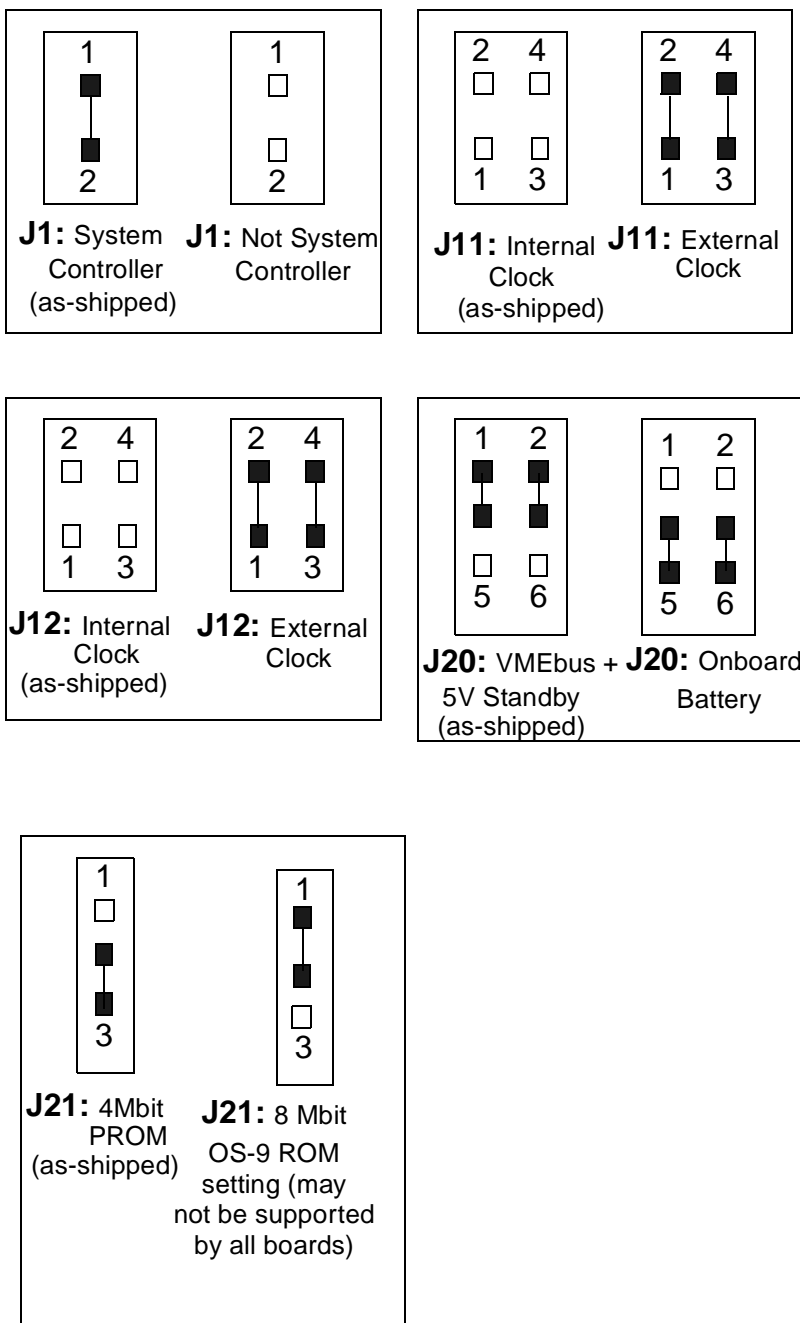 1
2
J1: System
Controller
(as-shipped)
1
2
J1: Not System
Controller
2 4
1 3
J11: Internal
Clock
(as-shipped)
2 4
1 3
J11: External
Clock
2 4
1 3
J12: Internal
Clock
(as-shipped)
2 4
1 3
J12: External
Clock
1 2
5 6
J20: VMEbus +
5V Standby
(as-shipped)
1 2
5 6
J20: Onboard
Battery
1
3
J21: 4Mbit
PROM
(as-shipped)
1
3
J21: 8 Mbit
OS-9 ROM
setting (may
not be supported
by all boards)